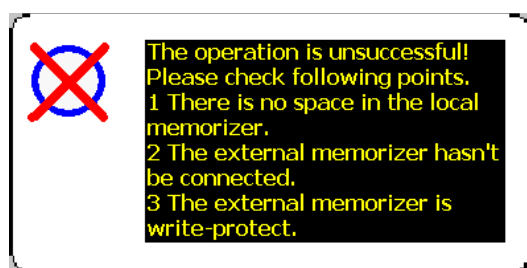 The operation is unsuccessful!
Please check following points.
1 There is no space in the local
memorizer.
2 The external memorizer hasn't
be connected.
3 The external memorizer is
write-protect.